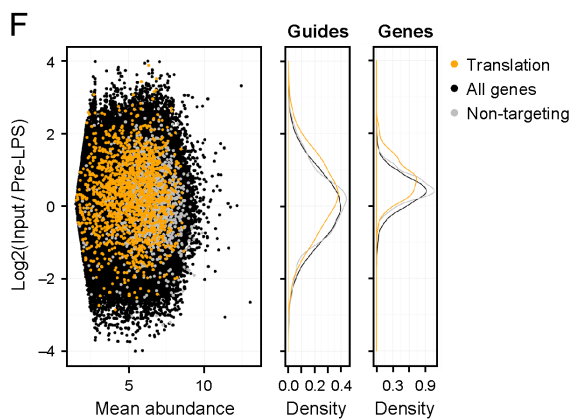 F
Guides
Genes
Translation
All genes
Non-targeting
Log2(Input / Pre-LPS)
4
2
0
−2
−4
5
10
0.0
0.2
0.4
0.3
0.9
Mean abundance
Density
Density